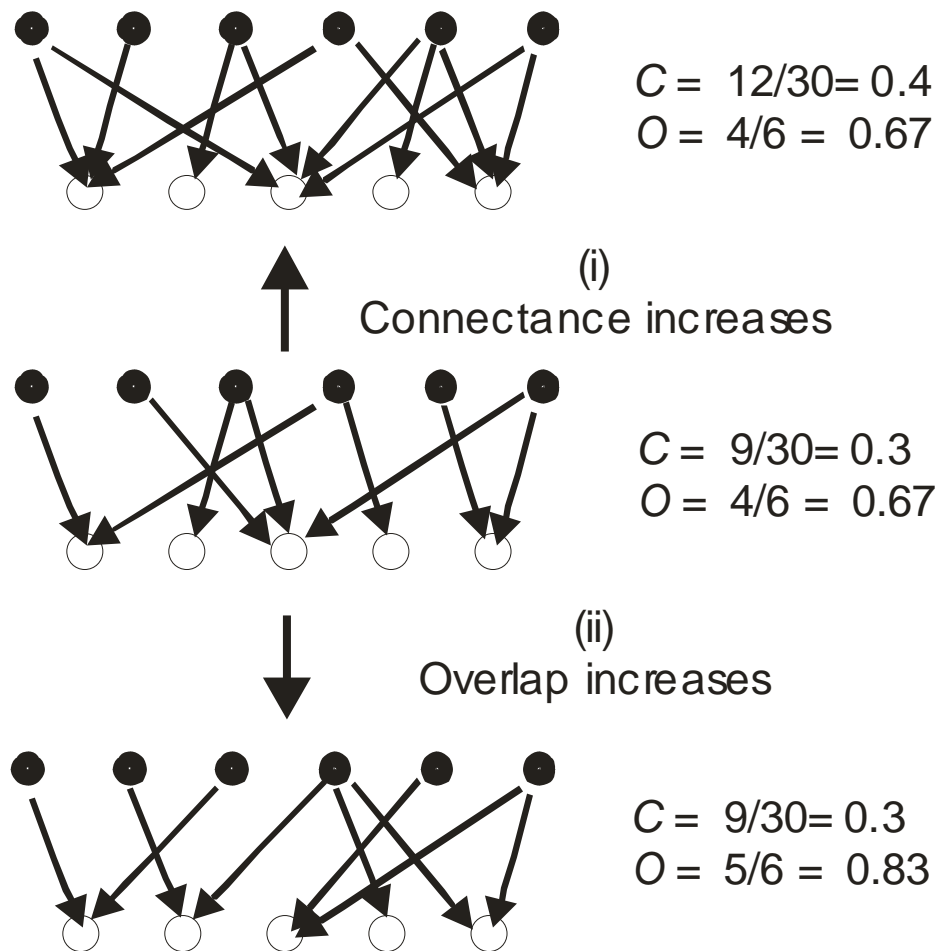 C = 12/30= 0.4
O = 4/6 = 0.67
(i)
Connectance increases
C = 9/30= 0.3
O = 4/6 = 0.67
(ii)
Overlap increases
C = 9/30= 0.3
O = 5/6 = 0.83